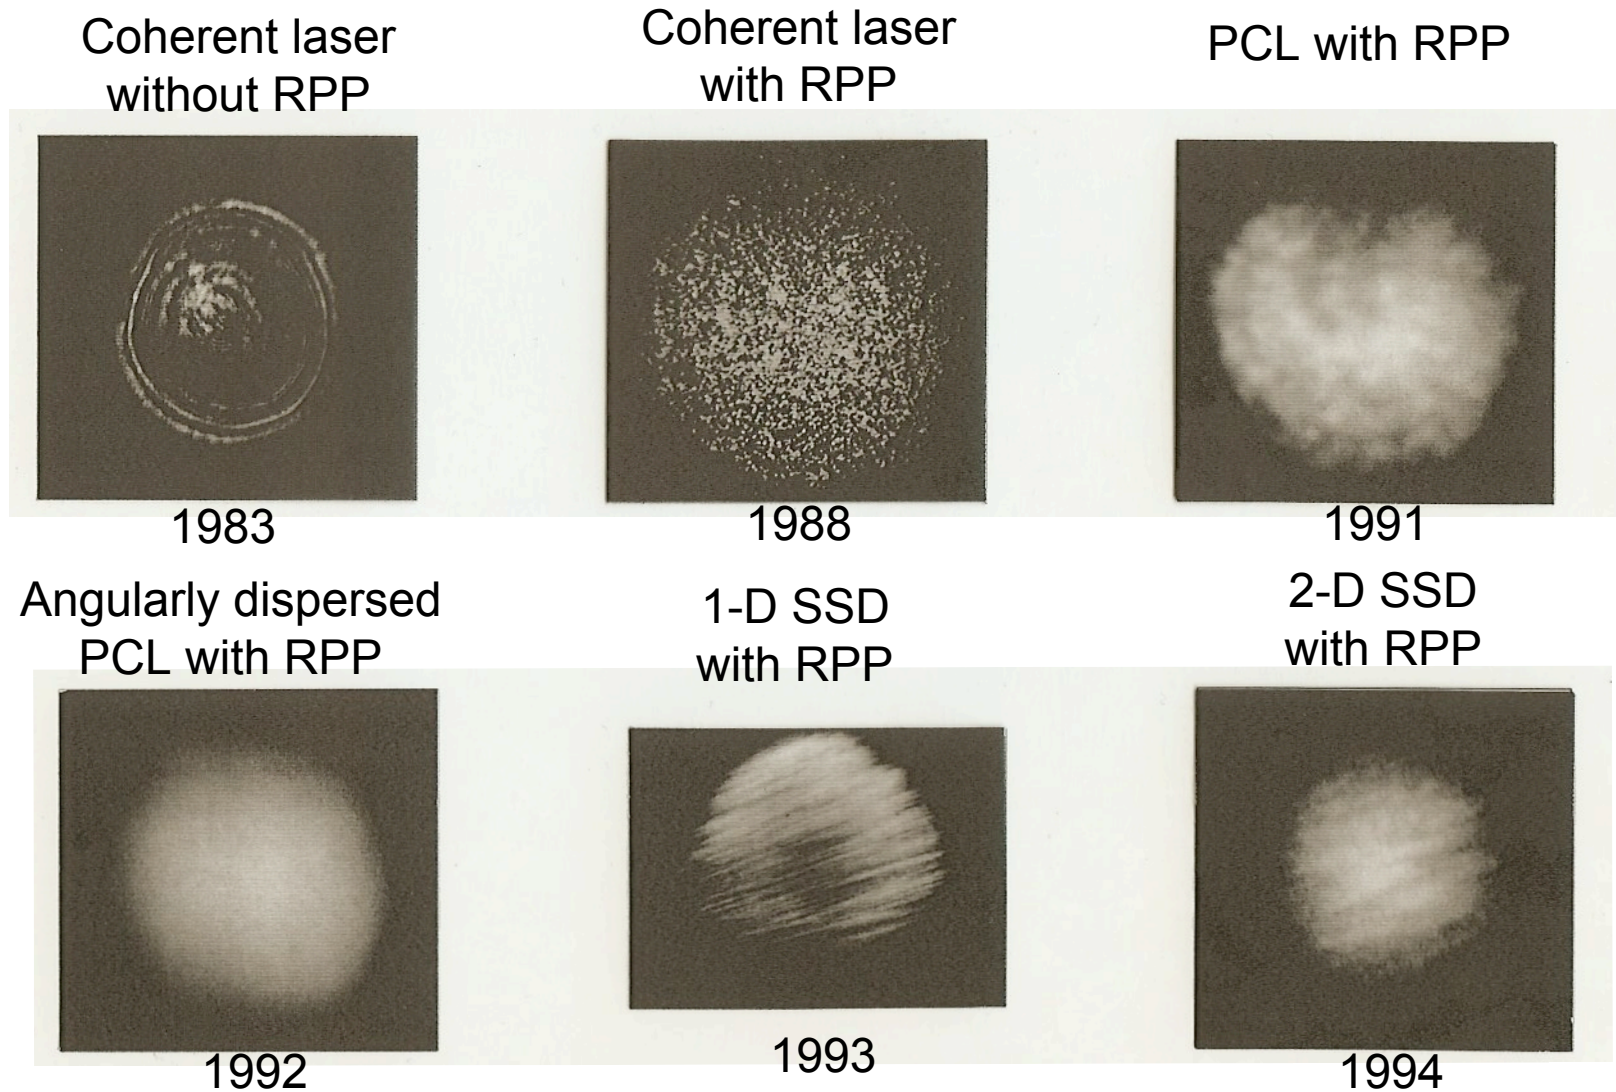 Coherent laser
without RPP
Coherent laser
with RPP
PCL with RPP
1983
1988
1991
Angularly dispersed
PCL with RPP
1-D SSD
with RPP
2-D SSD
with RPP
1992
1993
1994